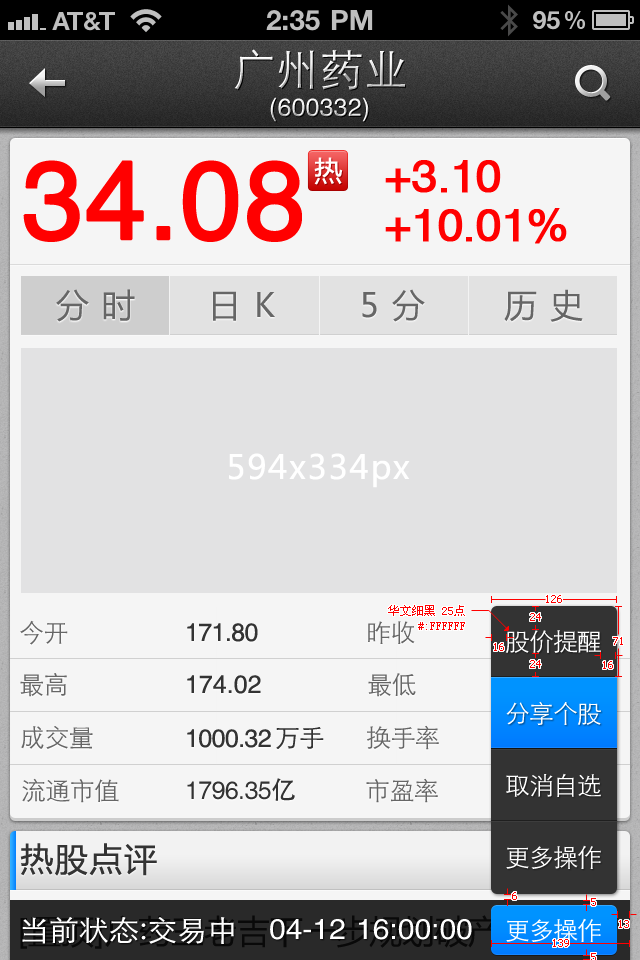 AT&T 2:35 PM 95%
广州药业
(600332)
34.08 热 +3.10
+10.01%
分时 日K 5分 历史
594x334px
126
华文细黑 25点
#:FFFFFF
24
今开 171.80 昨收 16 股价提醒 71
24 16
最高 174.02 最低
分享个股
成交量 1000.32万手 换手率
取消自选
流通市值 1796.35亿 市盈率
热股点评 更多操作
6 5
当前状态:交易中 04-12 16:00:00 更多操作 13
139
5